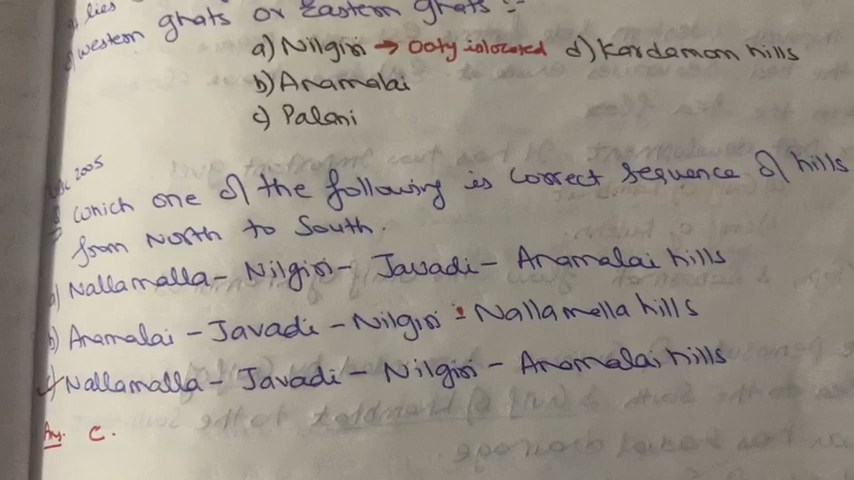 lies
western ghats or Eastern ghats :-
a) Nilgiri → Ooty islocated d) Kardamon hills
b) Anamalai
c) Palani
2005
which one of the following is correct sequence of hills
from North to South.
a) Nallamalla - Nilgiri - Javadi - Anamalai hills
b) Anamalai - Javadi - Nilgiri - Nallamella hills
c) Nallamalla - Javadi - Nilgiri - Anamalai hills
Ans. C.